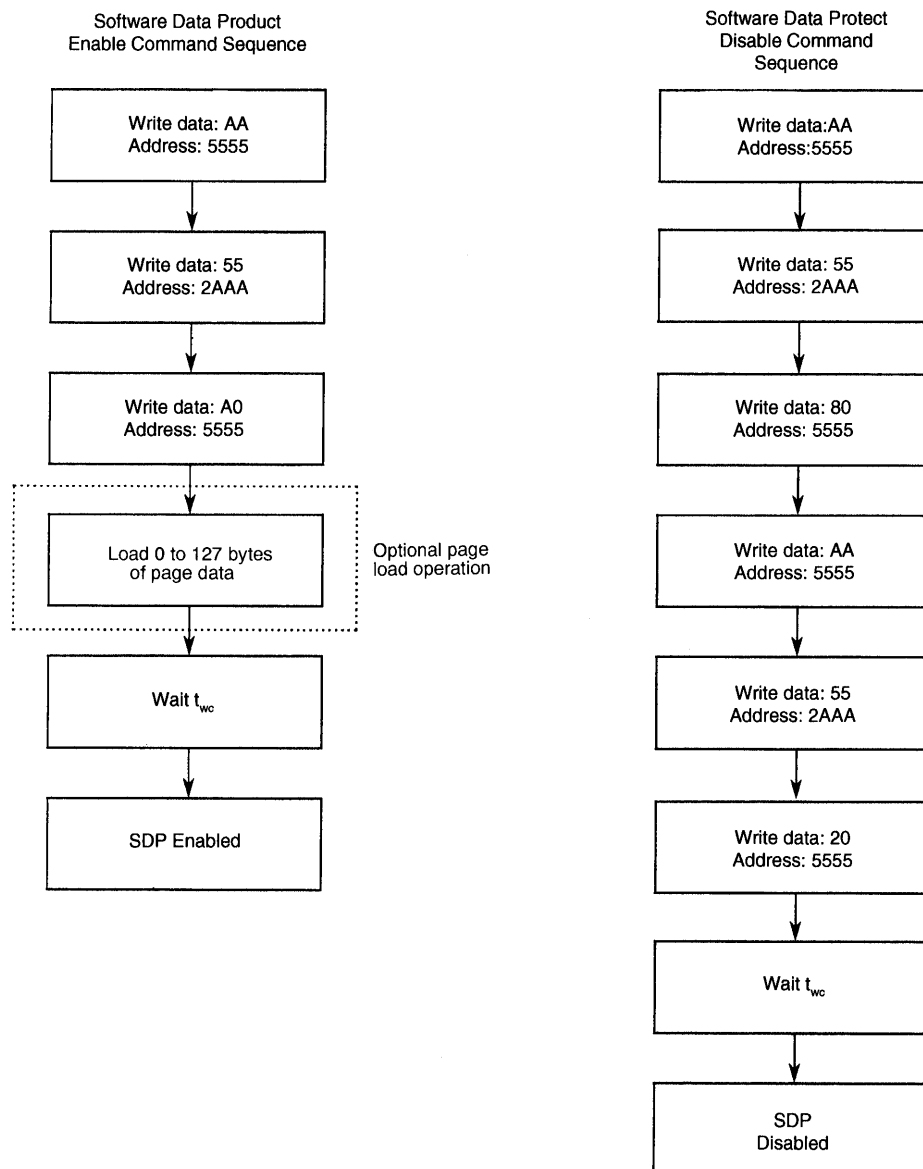 Software Data Product
Enable Command Sequence
Write data: AA
Address: 5555
Write data: 55
Address: 2AAA
Write data: A0
Address: 5555
Load 0 to 127 bytes
of page data
Optional page
load operation
Wait twc
SDP Enabled
Software Data Protect
Disable Command
Sequence
Write data:AA
Address:5555
Write data: 55
Address: 2AAA
Write data: 80
Address: 5555
Write data: AA
Address: 5555
Write data: 55
Address: 2AAA
Write data: 20
Address: 5555
Wait twc
SDP
Disabled